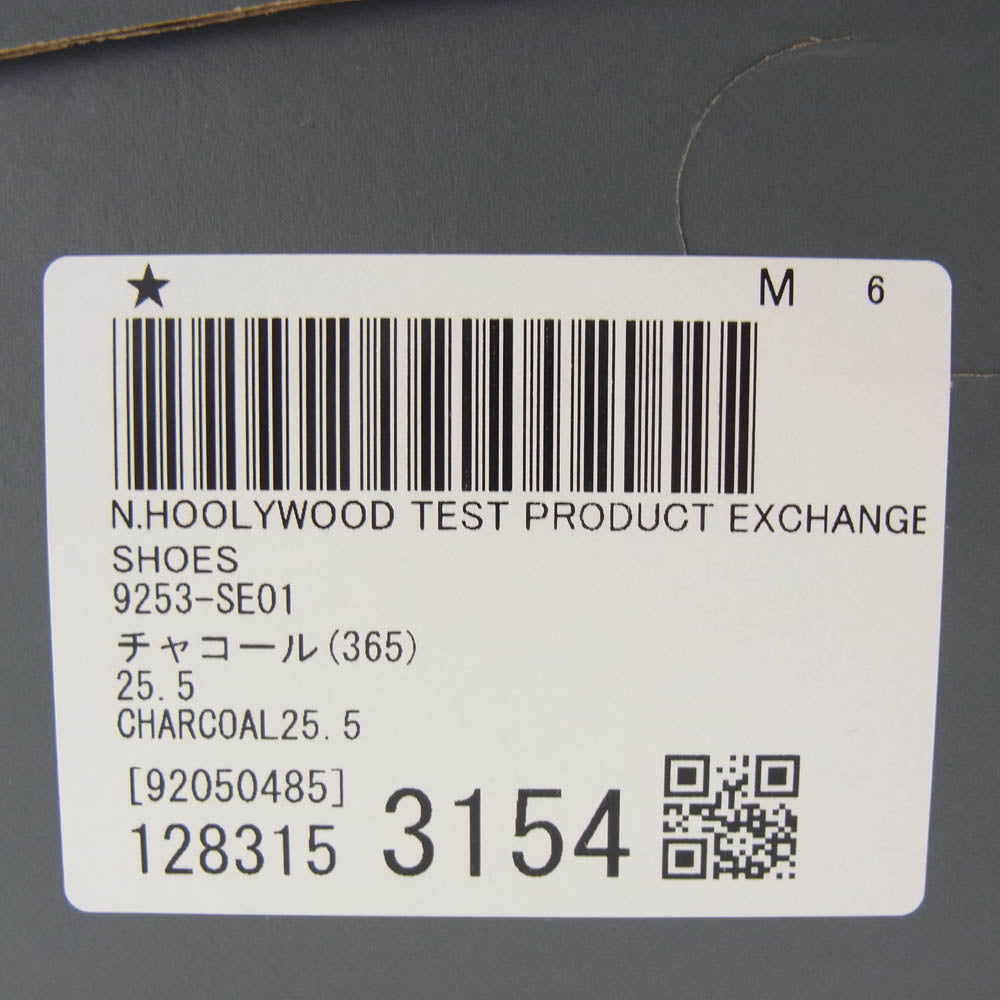 ★ M 6
N.HOOLYWOOD TEST PRODUCT EXCHANGE
SHOES
9253-SE01
チャコール(365)
25.5
CHARCOAL25.5
[92050485]
128315 3154